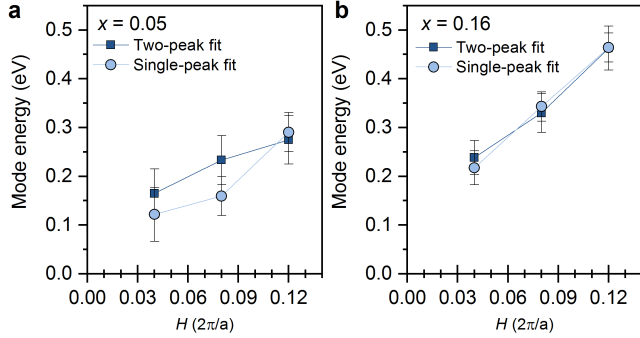 a
x = 0.05
Two-peak fit
Single-peak fit
Mode energy (eV)
0.5
0.4
0.3
0.2
0.1
0.0
0.00 0.03 0.06 0.09 0.12
H (2π/a)
b
x = 0.16
Two-peak fit
Single-peak fit
Mode energy (eV)
0.5
0.4
0.3
0.2
0.1
0.0
0.00 0.03 0.06 0.09 0.12
H (2π/a)